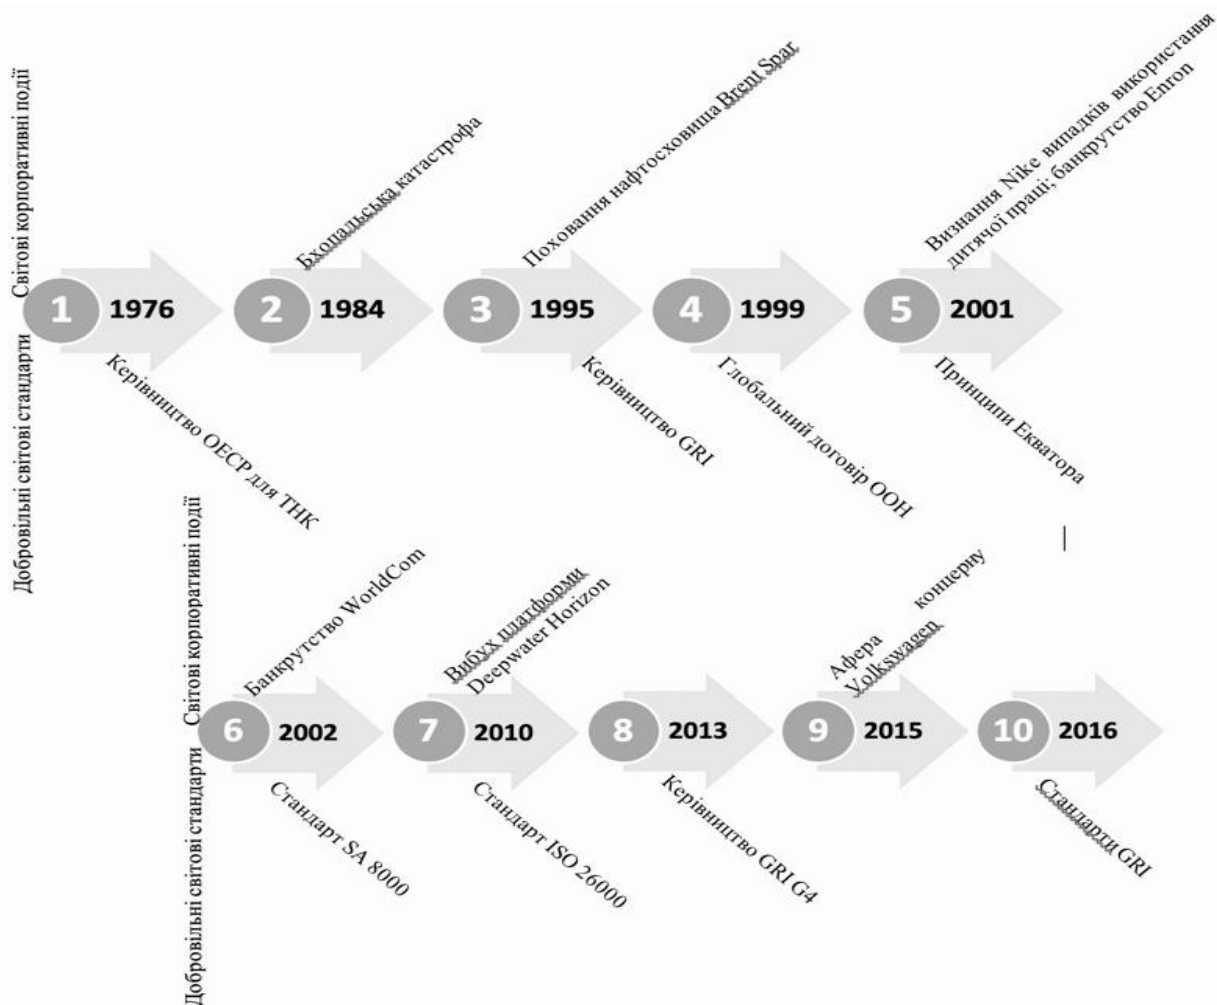 Світові корпоративні події
Добровільні світові стандарти
1 1976
Керівництво ОЕСР для ТНК
2 1984
Бхопальська катастрофа
3 1995
Поховання нафтосховища Brent Spar
Керівництво GRI
4 1999
Глобальний договір ООН
5 2001
Визнання Nike випадків використання
дитячої праці; банкрутство Enron
Принципи Екватора
Світові корпоративні події
Добровільні світові стандарти
6 2002
Банкрутство WorldCom
Стандарт SA 8000
7 2010
Вибух платформи
Deepwater Horizon
Стандарт ISO 26000
8 2013
Керівництво GRI G4
9 2015
Афера концерну
Volkswagen
10 2016
Стандарти GRI